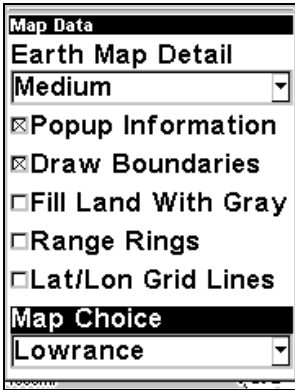 Map Data
Earth Map Detail
Medium
Popup Information
Draw Boundaries
Fill Land With Gray
Range Rings
Lat/Lon Grid Lines
Map Choice
Lowrance